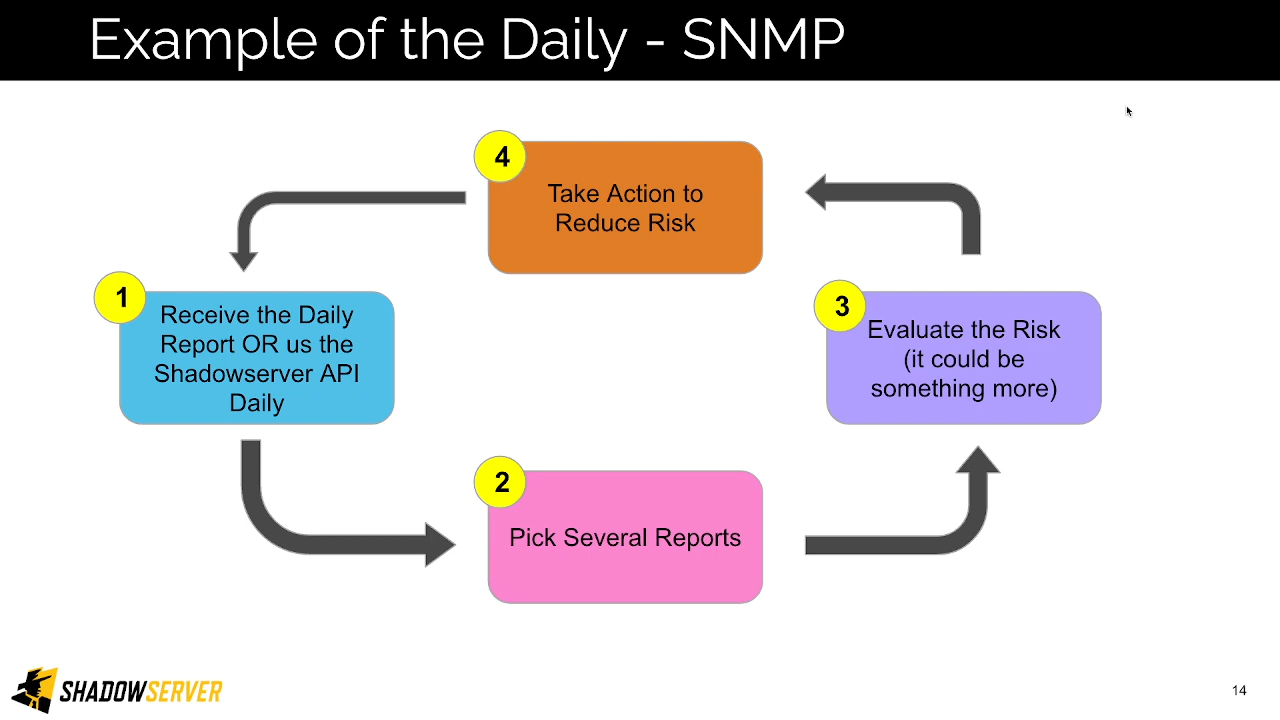 Example of the Daily - SNMP
4
Take Action to
Reduce Risk
1
Receive the Daily
Report OR us the
Shadowserver API
Daily
3
Evaluate the Risk
(it could be
something more)
2
Pick Several Reports
SHADOWSERVER
14